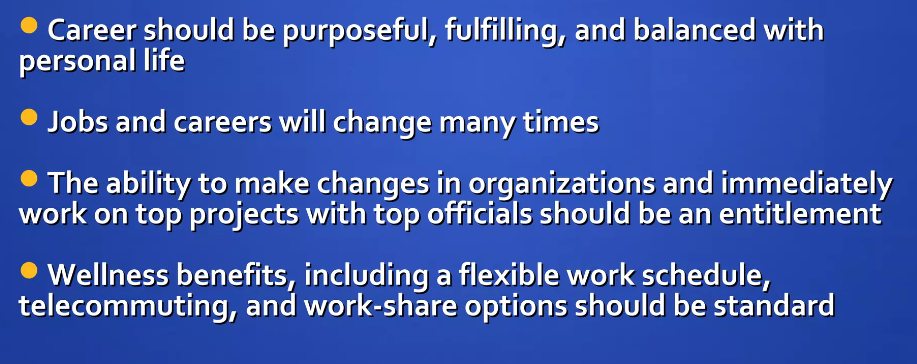 ● Career should be purposeful, fulfilling, and balanced with
personal life
● Jobs and careers will change many times
● The ability to make changes in organizations and immediately
work on top projects with top officials should be an entitlement
● Wellness benefits, including a flexible work schedule,
telecommuting, and work-share options should be standard